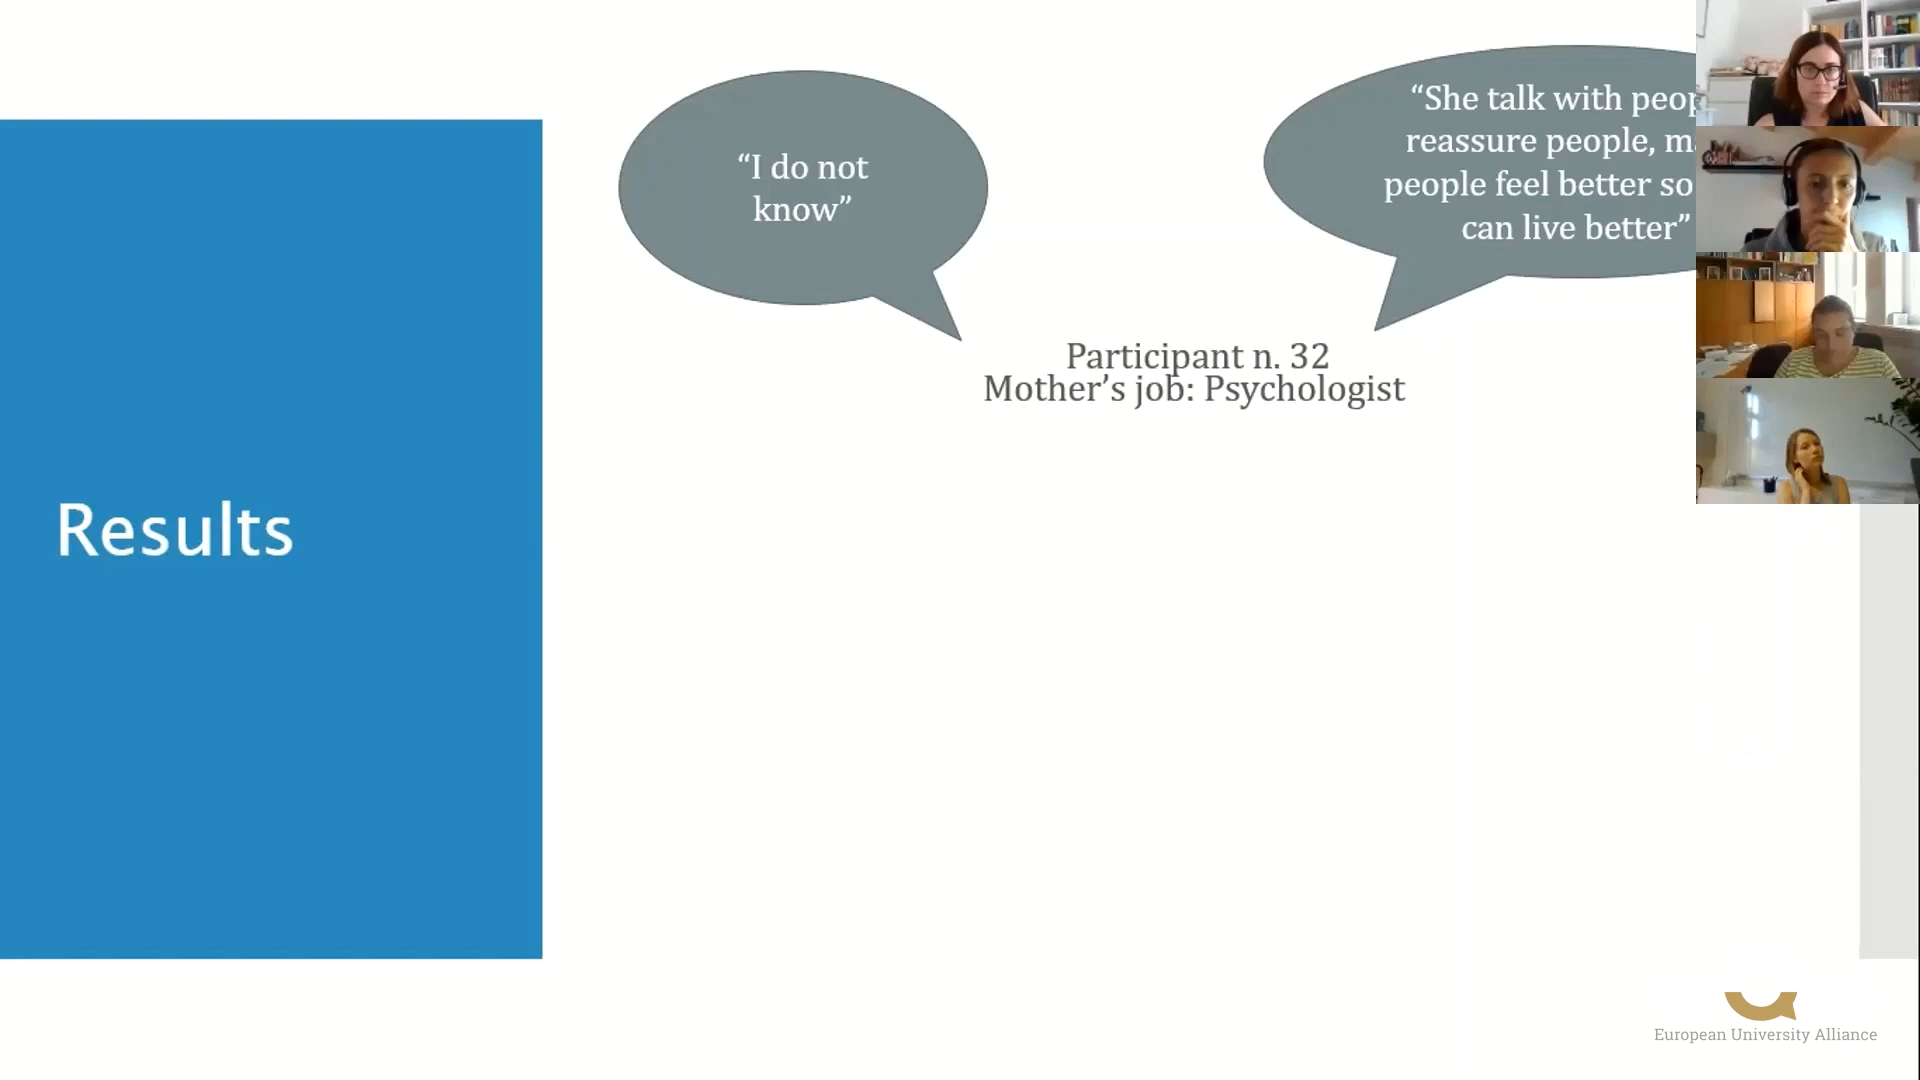 “I do not
know”
“She talk with
reassure people,
people feel better so
can live better”
Participant n. 32
Mother’s job: Psychologist
Results
European University Alliance